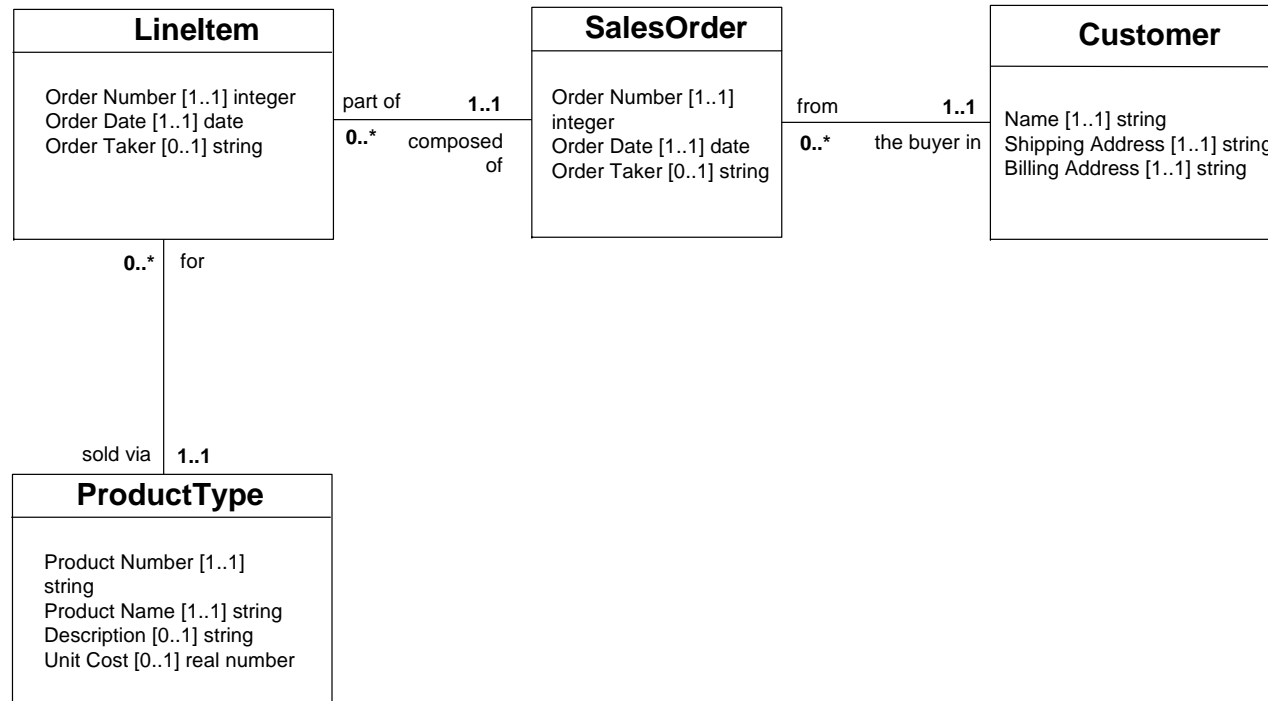 LineItem
Order Number [1..1] integer
Order Date [1..1] date
Order Taker [0..1] string
part of
1..1
0..*
composed
of
SalesOrder
Order Number [1..1]
integer
Order Date [1..1] date
Order Taker [0..1] string
from
1..1
0..*
the buyer in
Customer
Name [1..1] string
Shipping Address [1..1] string
Billing Address [1..1] string
0..*
for
sold via
1..1
ProductType
Product Number [1..1]
string
Product Name [1..1] string
Description [0..1] string
Unit Cost [0..1] real number